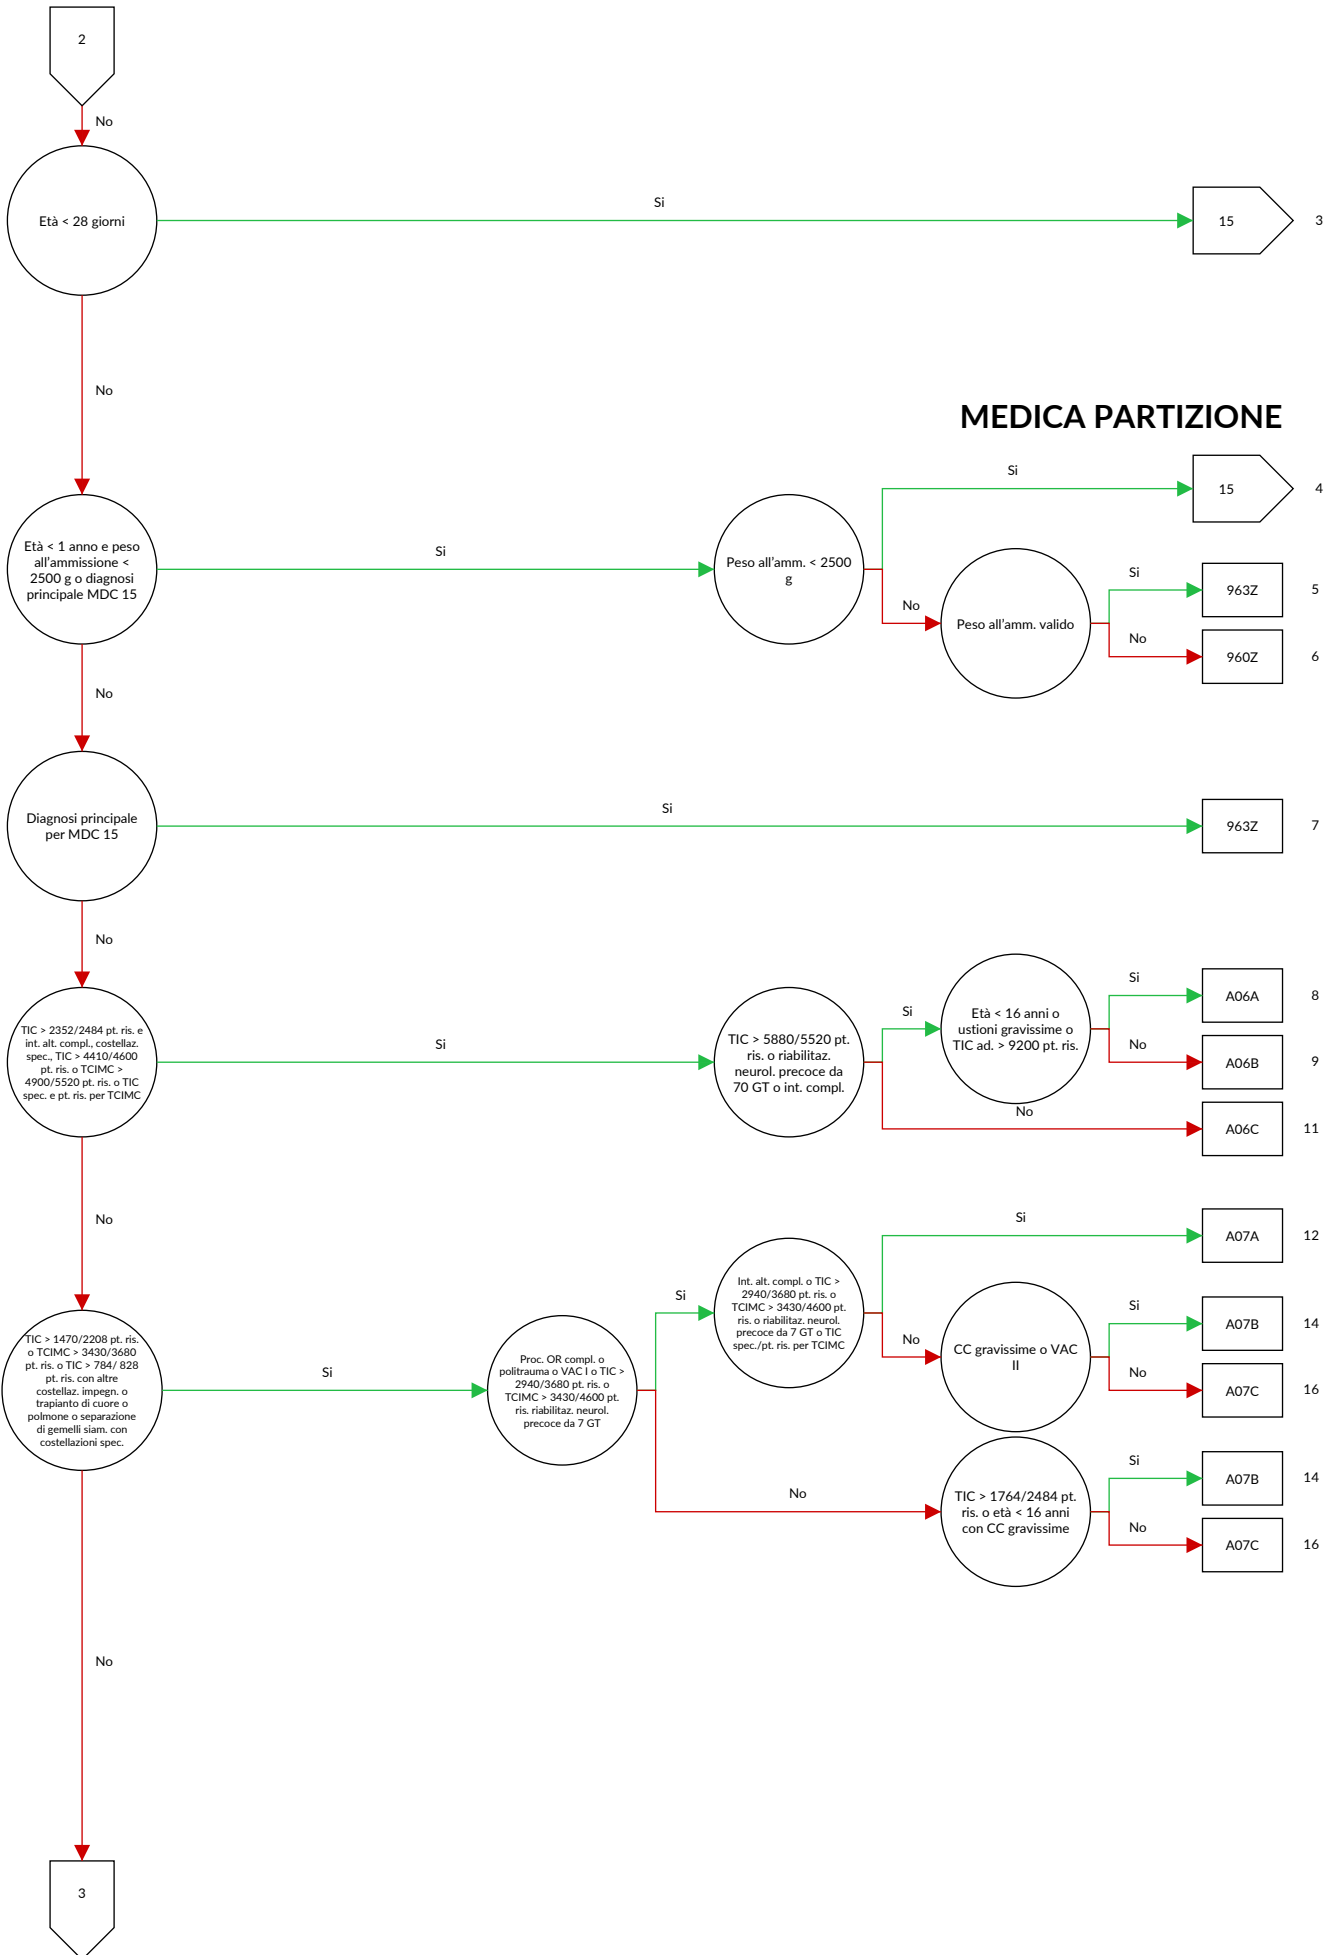 2
No
Età < 28 giorni
Si
15
3
No
MEDICA PARTIZIONE
Età < 1 anno e peso
all'ammissione <
2500 g o diagnosi
principale MDC 15
Si
Peso all'amm. < 2500
g
Si
15
4
No
Peso all'amm. valido
Si
963Z
5
No
960Z
6
No
Diagnosi principale
per MDC 15
Si
963Z
7
No
TIC > 2352/2484 pt. ris. e
int. alt. compl., costellaz.
spec., TIC > 4410/4600
pt. ris. o TCIMC >
4900/5520 pt. ris. o TIC
spec. e pt. ris. per TCIMC
Si
TIC > 5880/5520 pt.
ris. o riabilitaz.
neurol. precoce da
70 GT o int. compl.
Si
Età < 16 anni o
ustioni gravissime o
TIC ad. > 9200 pt. ris.
Si
A06A
8
No
A06B
9
No
A06C
11
No
TIC > 1470/2208 pt. ris.
o TCIMC > 3430/3680
pt. ris. o TIC > 784/ 828
pt. ris. con altre
costellaz. impegn. o
trapianto di cuore o
polmone o separazione
di gemelli siam. con
costellazioni spec.
Si
Proc. OR compl. o
politrauma o VAC I o TIC >
2940/3680 pt. ris. o
TCIMC > 3430/4600 pt.
ris. riabilitaz. neurol.
precoce da 7 GT
Si
Int. alt. compl. o TIC >
2940/3680 pt. ris. o
TCIMC > 3430/4600 pt.
ris. o riabilitaz. neurol.
precoce da 7 GT o TIC
spec./pt. ris. per TCIMC
Si
A07A
12
No
CC gravissime o VAC
II
Si
A07B
14
No
A07C
16
No
TIC > 1764/2484 pt.
ris. o età < 16 anni
con CC gravissime
Si
A07B
14
No
A07C
16
No
3